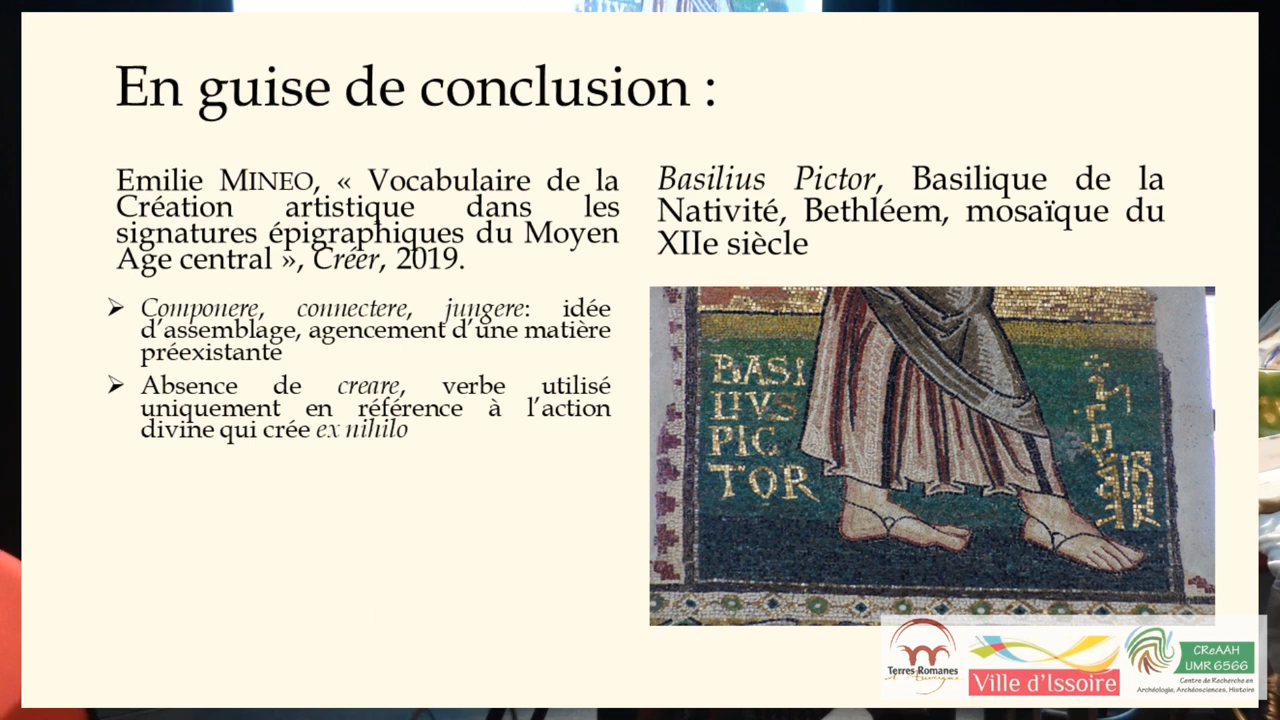 En guise de conclusion :
Emilie MINEO, « Vocabulaire de la
Création artistique dans les
signatures épigraphiques du Moyen
Age central », Créer, 2019.
➢ Componere, connectere, jungere: idée
d’assemblage, agencement d’une matière
préexistante
➢ Absence de creare, verbe utilisé
uniquement en référence à l’action
divine qui crée ex nihilo
Basilius Pictor, Basilique de la
Nativité, Bethléem, mosaïque du
XIIe siècle
BASI
LIVS
PIC
TOR
Terres Romanes
d'Auvergne
Ville d’Issoire
CReAAH
UMR 6566
Centre de Recherche en
Archéologie, Archéosciences, Histoire